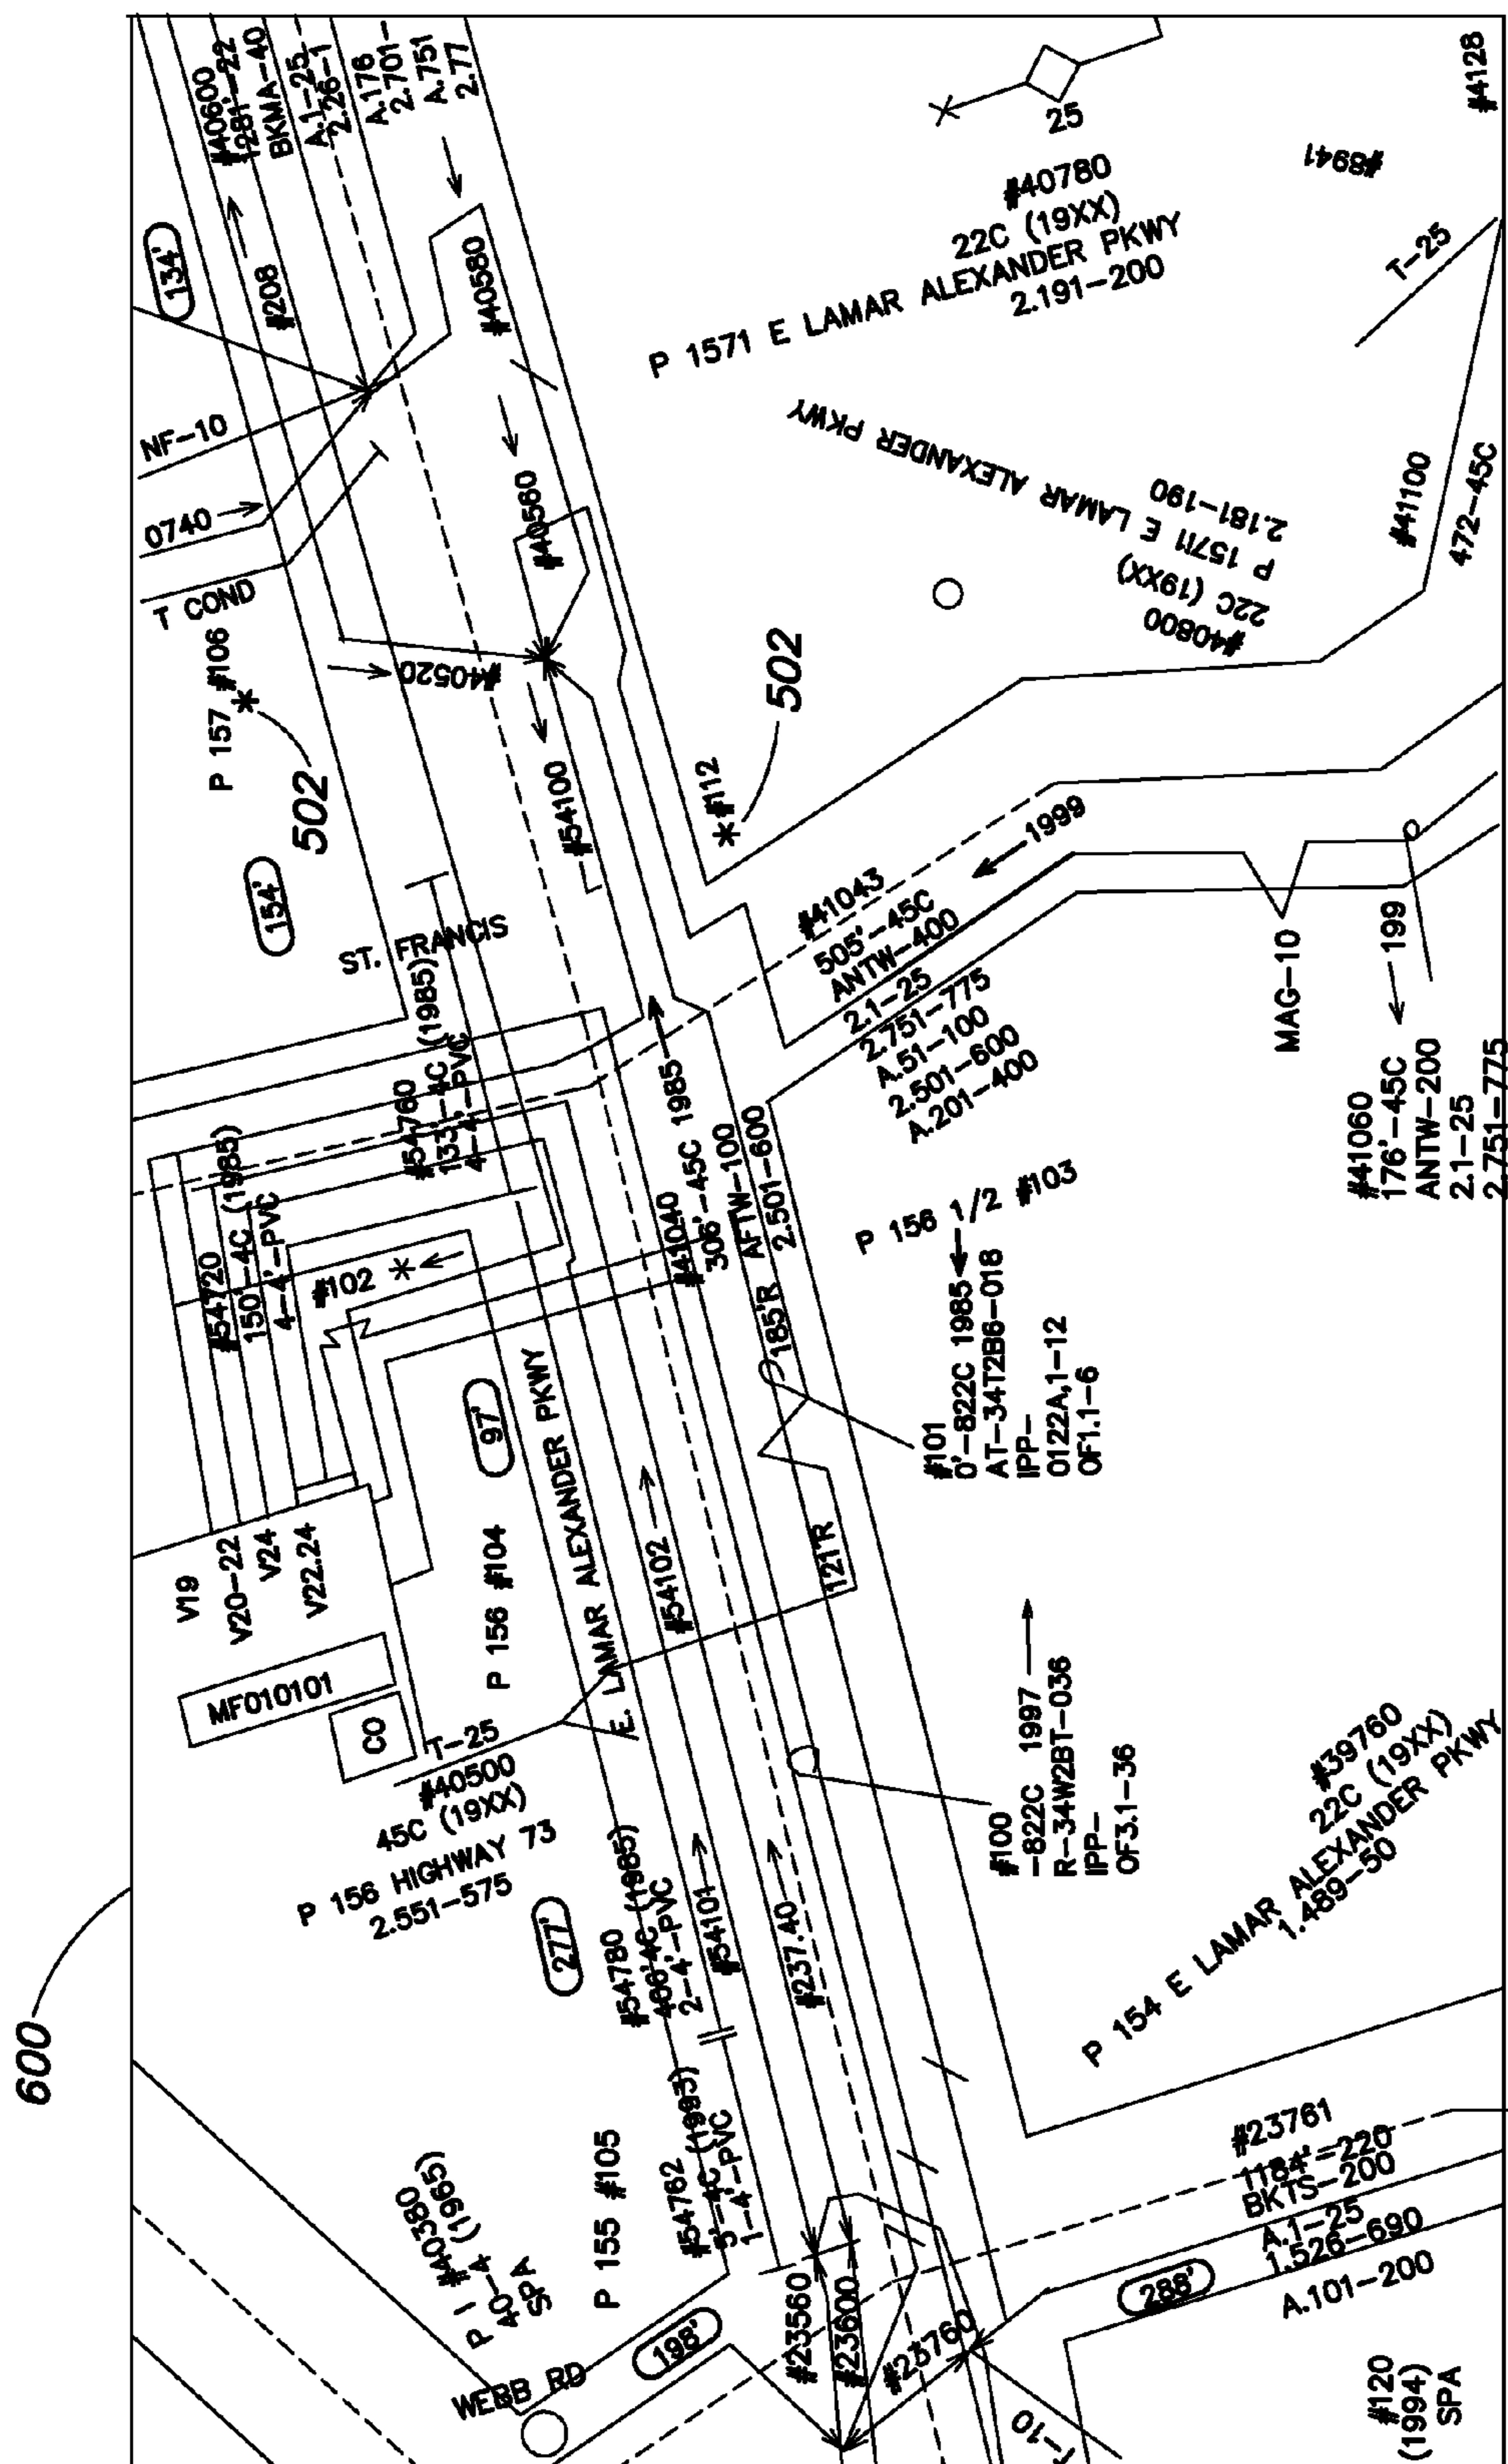 #40600
1281'-22
BKMA-40
A.1-25
2.26-1
A.176
2.701-
A.751
2.77
25
#4128
#8941
#40780
22C (19XX)
P 1571 E LAMAR ALEXANDER PKWY
2.191-200
T-25
134'
#208
#40580
NF-10
0740
T COND
#40560
#40520
P 157 #106
502
#40800
22C (19XX)
P 157/1 E LAMAR ALEXANDER PKWY
2.181-190
#41100
472-45C
502
#112
#54100
154'
ST. FRANCIS
1999
#41043
505'-45C
ANTW-400
2.1-25
2.751-775
A.51-100
2.501-600
A.201-400
MAG-10
199
#41060
176'-45C
ANTW-200
2.1-25
2.751-775
#54760
133'-4C (1985)
4-4'-PVC
#54720
150'-4C (1985)
4-4'-PVC
#102
1985
#41040
306'-45C
AFTW-100
2.501-600
P 156 1/2 #103
185'R
#101
0'-822C 1985
AT-34T2B6-018
IPP-
0122A,1-12
OF1.1-6
97'
E. LAMAR ALEXANDER PKWY
V19
V20-22
V24
V22.24
P 156 #104
#54102
121'R
MF010101
CO
T-25
#40500
45C (19XX)
P 156 HIGHWAY 73
2.551-575
#100
-822C 1997
R-34W2BT-036
IPP-
OF3.1-36
#39760
22C (19XX)
P 154 E LAMAR ALEXANDER PKWY
1.489-50
277'
#54780
466'4C (1985)
2-4'-PVC
#54101
#237.40
600
#54762
5'-4C (1993)
1-4'-PVC
P 155 #105
#40380
P 1 40-A (1965)
SPA
WEBB RD
198'
#23560
#23600
#23760
#23761
1184'=220
BKTS-200
A.1-25
1.526-690
A.101-200
288'
#120
(1994)
SPA